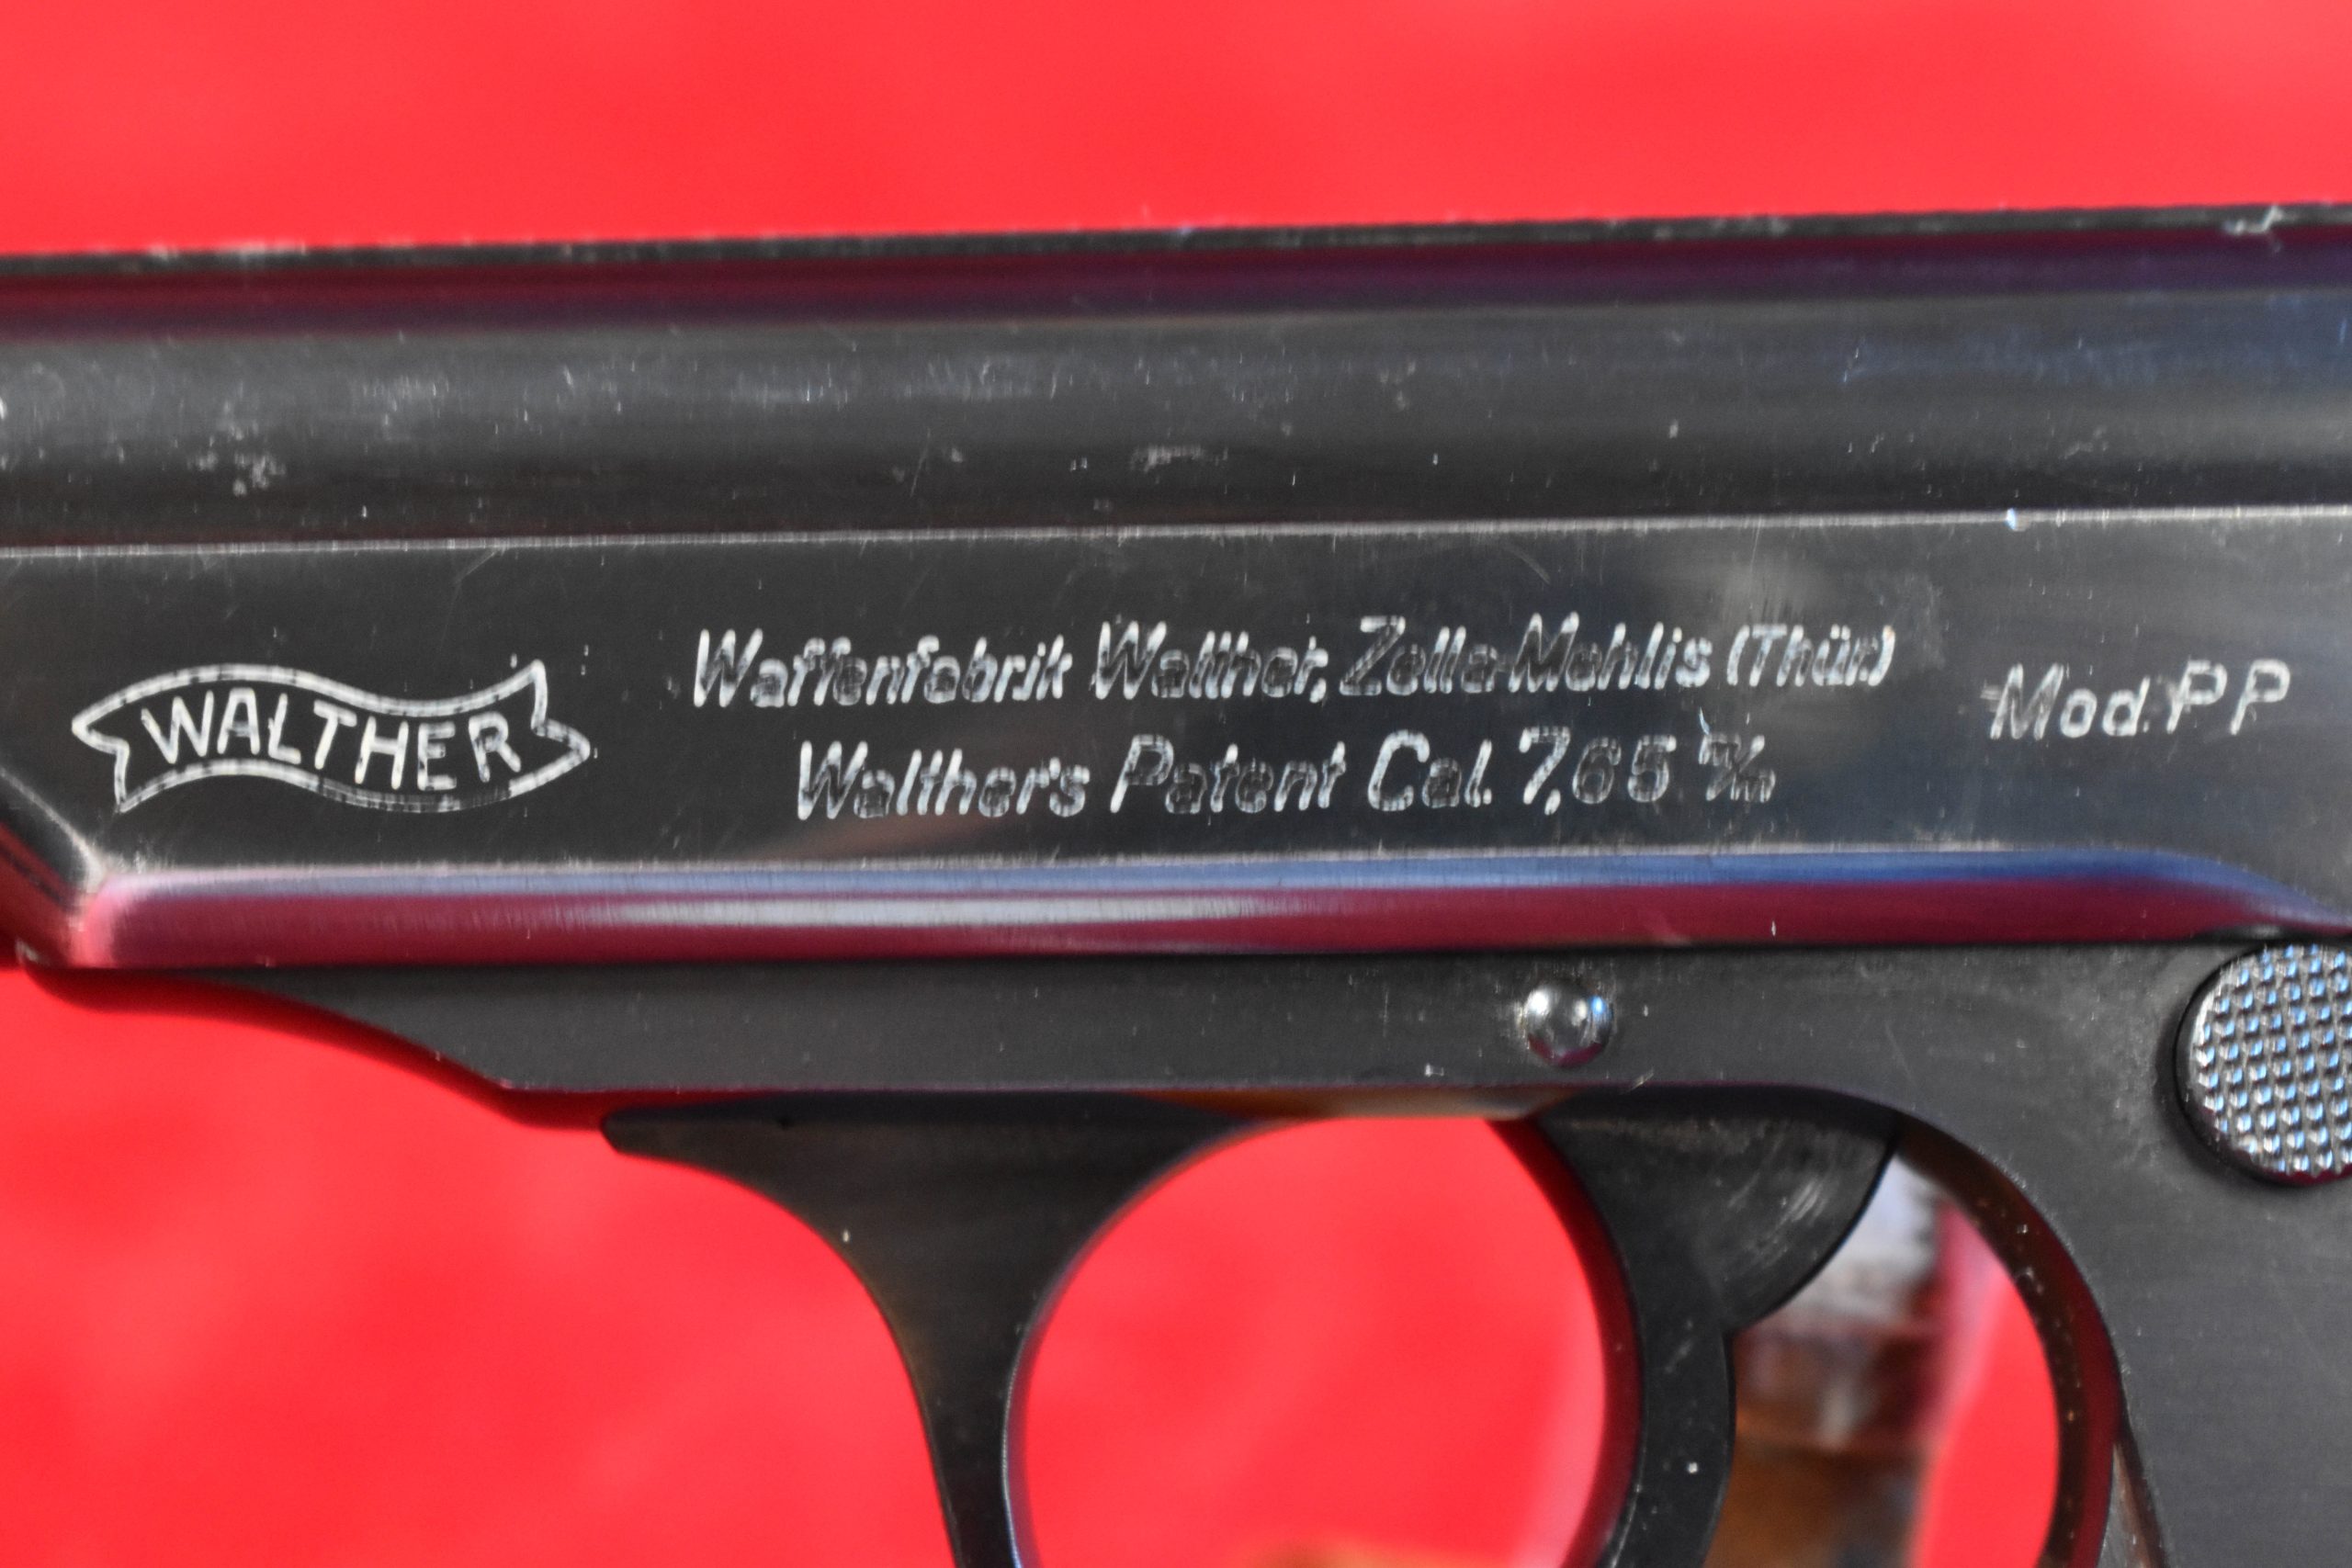 WALTHER
Waffenfabrik Walther, Zella-Mehlis (Thür.)
Walther's Patent Cal. 7,65 m/m
Mod. PP